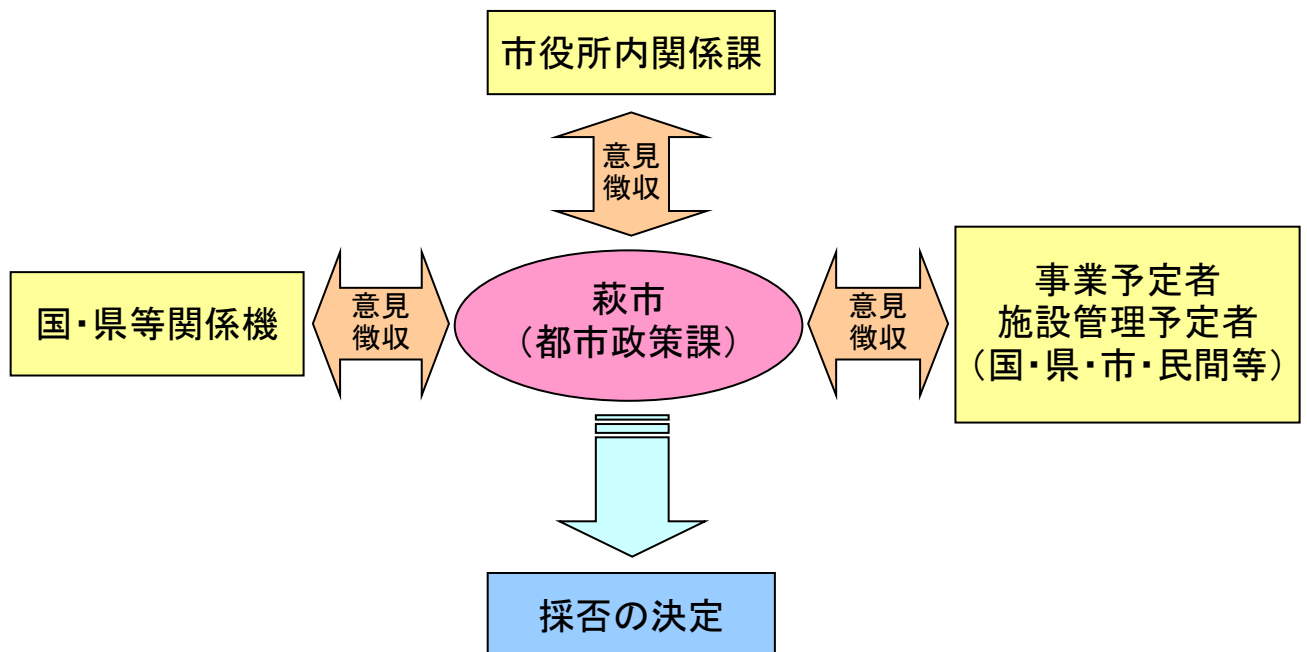 市役所内関係課
意見
徴収
国・県等関係機
意見
徴収
萩市
（都市政策課）
意見
徴収
事業予定者
施設管理予定者
（国・県・市・民間等）
採否の決定